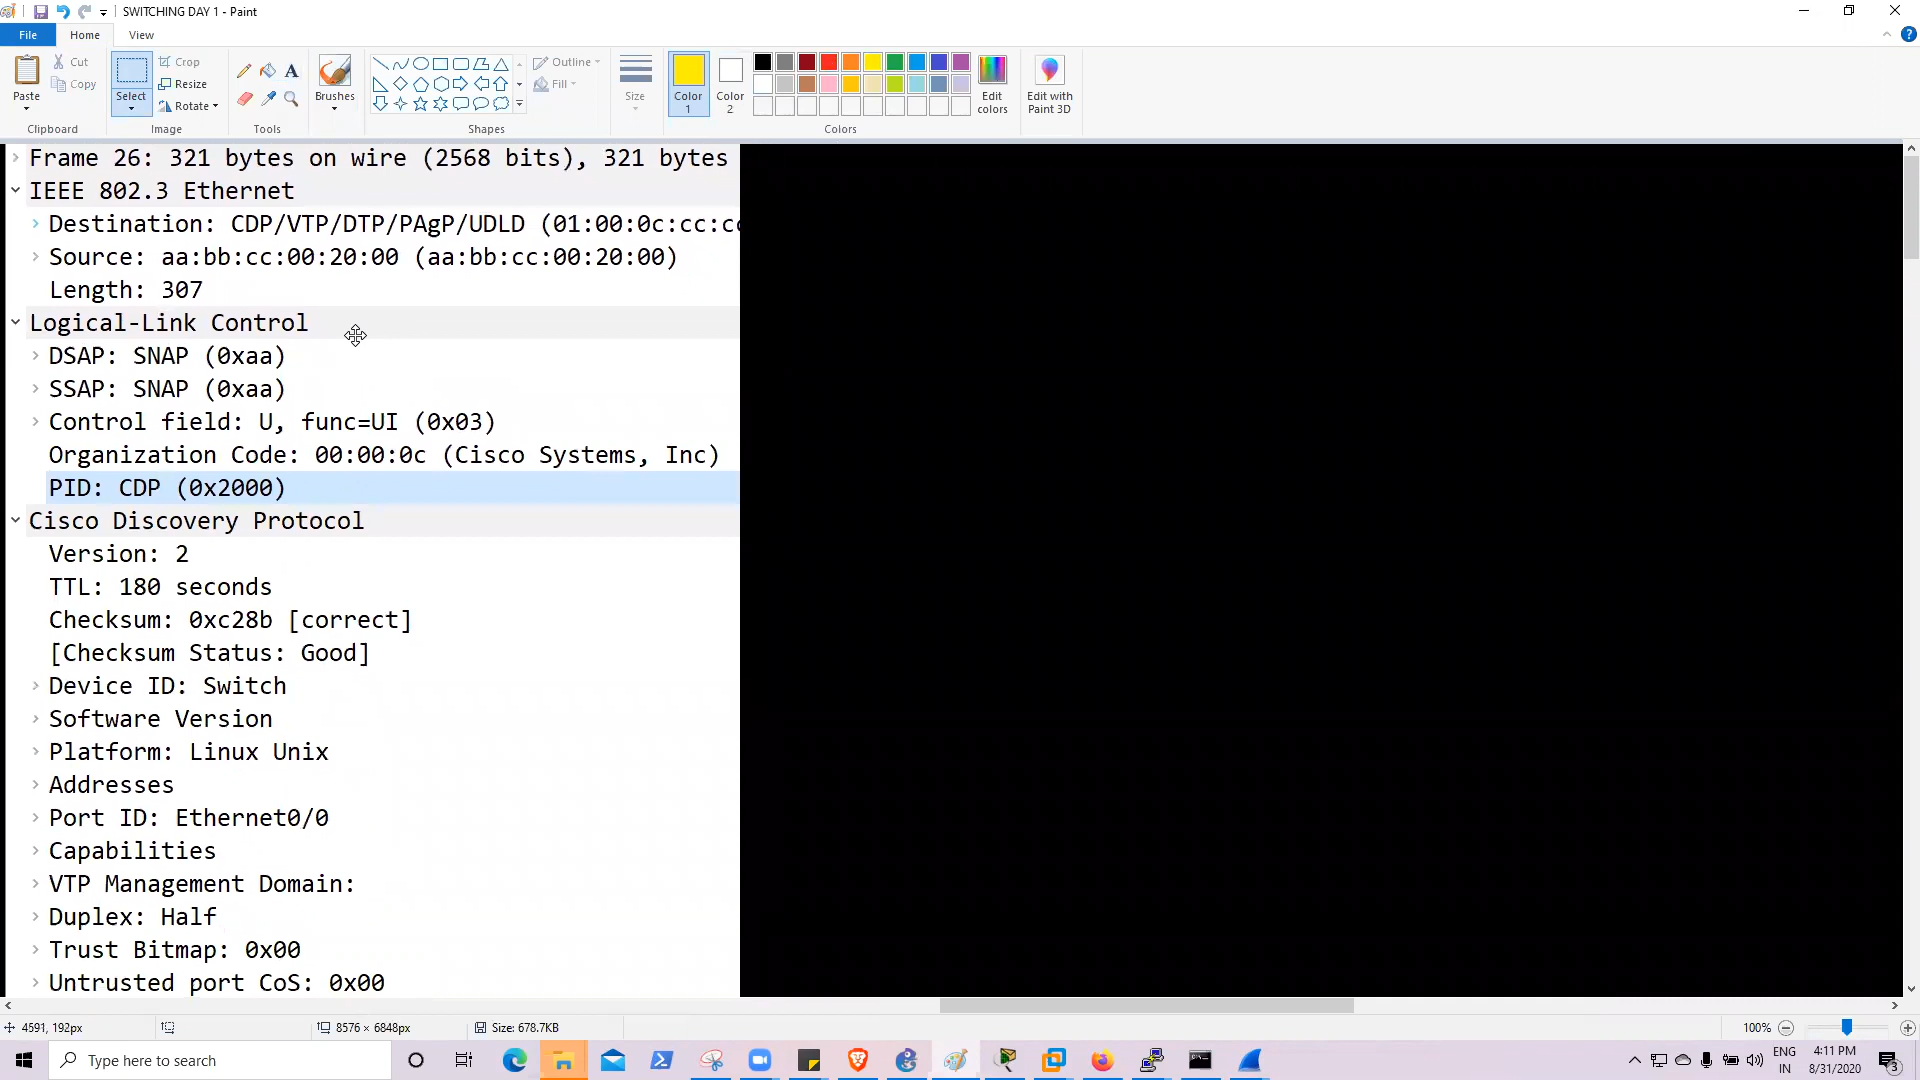 SWITCHING DAY 1 - Paint
File
Home
View
Paste
Cut
Copy
Clipboard
Select
Crop
Resize
Rotate
Image
Tools
Brushes
Shapes
Outline
Fill
Size
Color 1
Color 2
Colors
Edit colors
Edit with Paint 3D
Frame 26: 321 bytes on wire (2568 bits), 321 bytes
IEEE 802.3 Ethernet
Destination: CDP/VTP/DTP/PAgP/UDLD (01:00:0c:cc:cc
Source: aa:bb:cc:00:20:00 (aa:bb:cc:00:20:00)
Length: 307
Logical-Link Control
DSAP: SNAP (0xaa)
SSAP: SNAP (0xaa)
Control field: U, func=UI (0x03)
Organization Code: 00:00:0c (Cisco Systems, Inc)
PID: CDP (0x2000)
Cisco Discovery Protocol
Version: 2
TTL: 180 seconds
Checksum: 0xc28b [correct]
[Checksum Status: Good]
Device ID: Switch
Software Version
Platform: Linux Unix
Addresses
Port ID: Ethernet0/0
Capabilities
VTP Management Domain:
Duplex: Half
Trust Bitmap: 0x00
Untrusted port CoS: 0x00
4591, 192px
8576 × 6848px
Size: 678.7KB
100%
Type here to search
ENG
IN
4:11 PM
8/31/2020
3